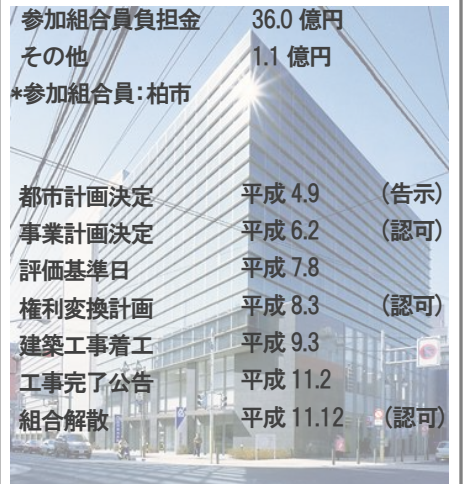 参加組合員負担金 36.0 億円
その他 1.1 億円
*参加組合員：柏市
都市計画決定 平成 4.9 （告示）
事業計画決定 平成 6.2 （認可）
評価基準日 平成 7.8
権利変換計画 平成 8.3 （認可）
建築工事着工 平成 9.3
工事完了公告 平成 11.2
組合解散 平成 11.12 （認可）